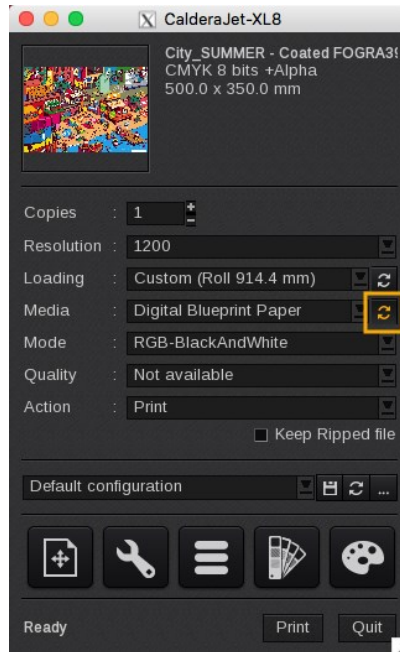 CalderaJet-XL8
City_SUMMER - Coated FOGRA39
CMYK 8 bits +Alpha
500.0 x 350.0 mm
Copies : 1
Resolution : 1200
Loading : Custom (Roll 914.4 mm)
Media : Digital Blueprint Paper
Mode : RGB-BlackAndWhite
Quality : Not available
Action : Print
Keep Ripped file
Default configuration ...
Ready Print Quit